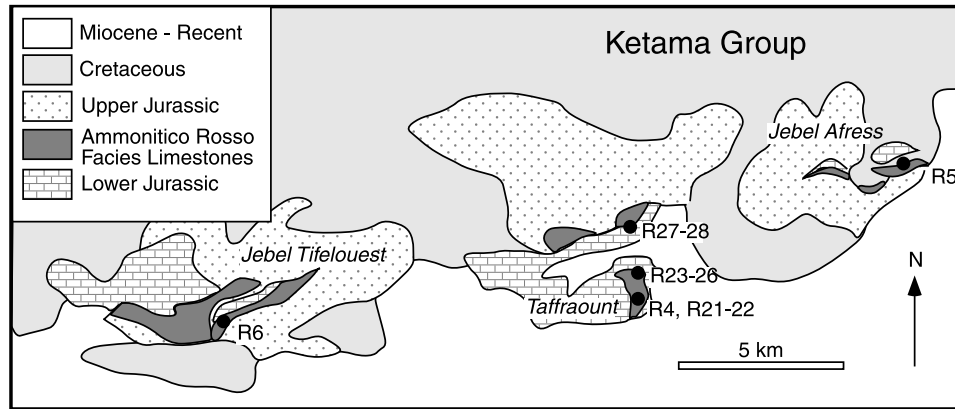 Miocene - Recent
Cretaceous
Upper Jurassic
Ammonitico Rosso
Facies Limestones
Lower Jurassic
Ketama Group
Jebel Afress
R5
R27-28
Jebel Tifelouest
R23-26
Taffraount
R4, R21-22
R6
N
5 km